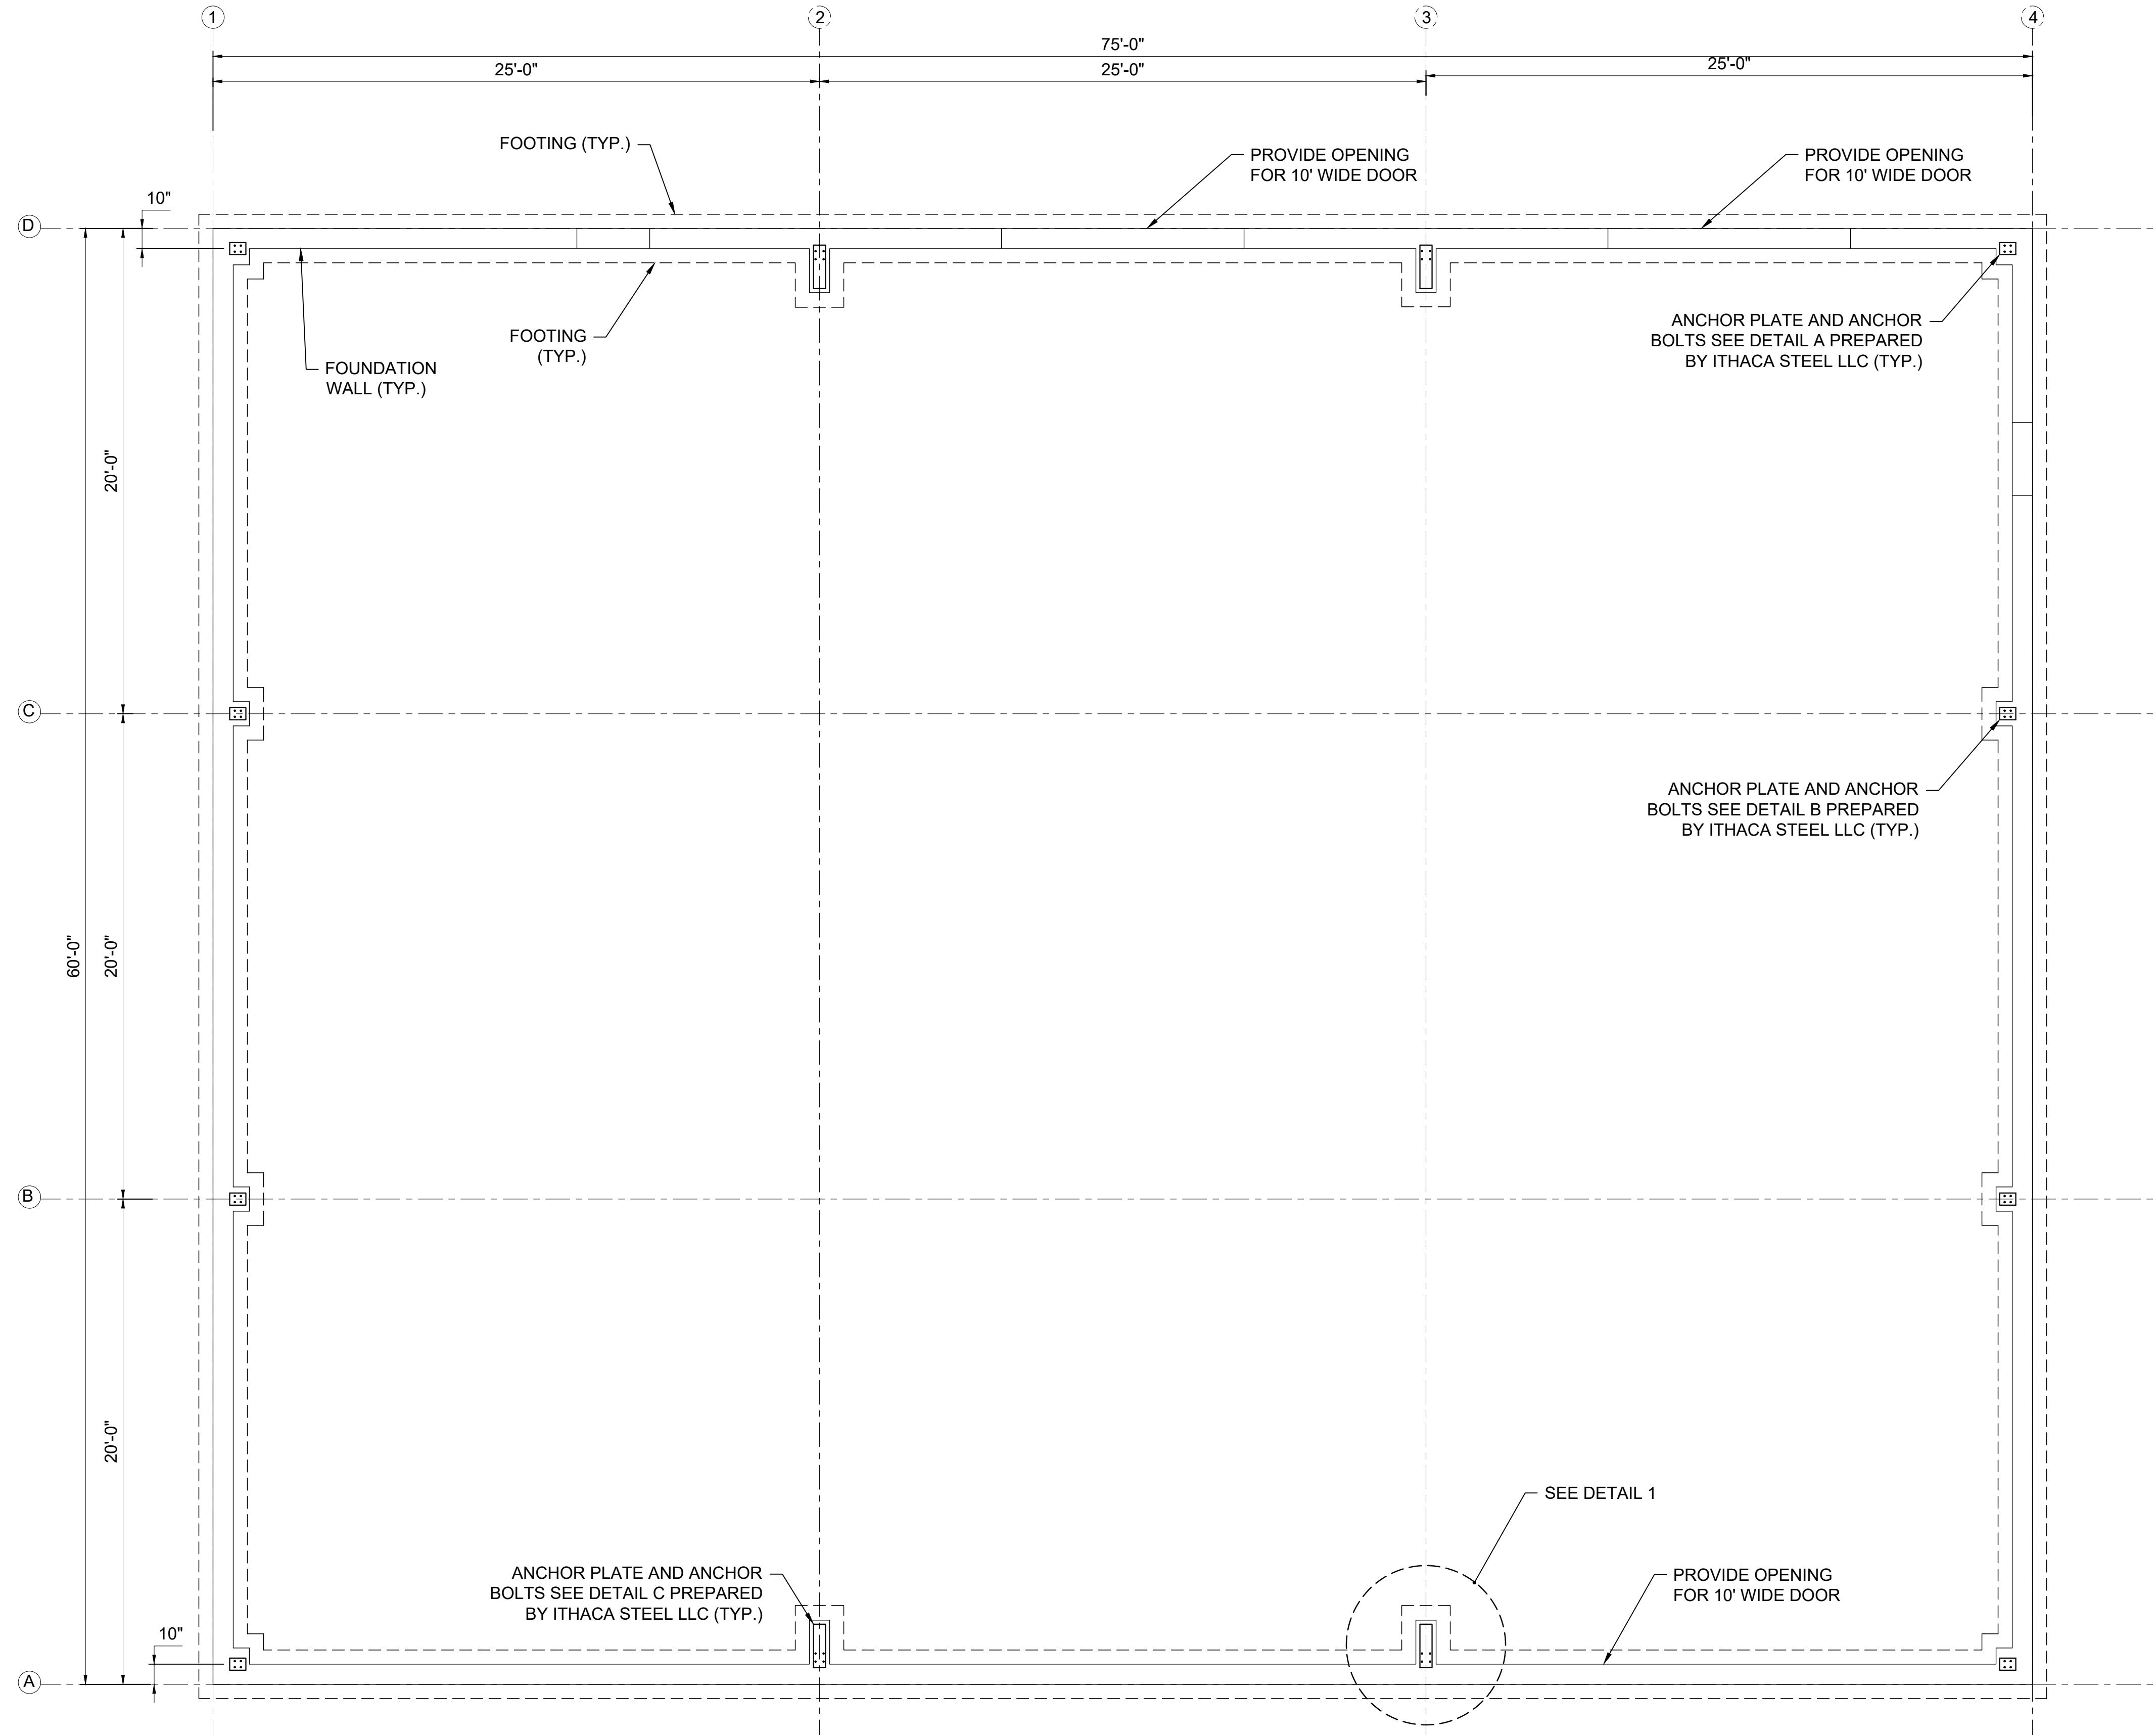 1
2
3
4
75'-0"
25'-0"
25'-0"
25'-0"
FOOTING (TYP.)
PROVIDE OPENING
FOR 10' WIDE DOOR
PROVIDE OPENING
FOR 10' WIDE DOOR
10"
D
ANCHOR PLATE AND ANCHOR
BOLTS SEE DETAIL A PREPARED
BY ITHACA STEEL LLC (TYP.)
FOOTING
(TYP.)
FOUNDATION
WALL (TYP.)
20'-0"
C
ANCHOR PLATE AND ANCHOR
BOLTS SEE DETAIL B PREPARED
BY ITHACA STEEL LLC (TYP.)
60'-0"
20'-0"
B
20'-0"
SEE DETAIL 1
ANCHOR PLATE AND ANCHOR
BOLTS SEE DETAIL C PREPARED
BY ITHACA STEEL LLC (TYP.)
PROVIDE OPENING
FOR 10' WIDE DOOR
10"
A